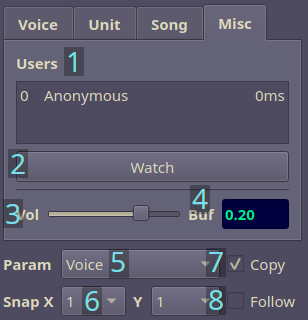 Voice Unit Song Misc
Users 1
0 Anonymous 0ms
2 Watch
3 Vol 4 Buf 0.20
Param Voice 5 7 Copy
Snap X 1 6 Y 1 8 Follow